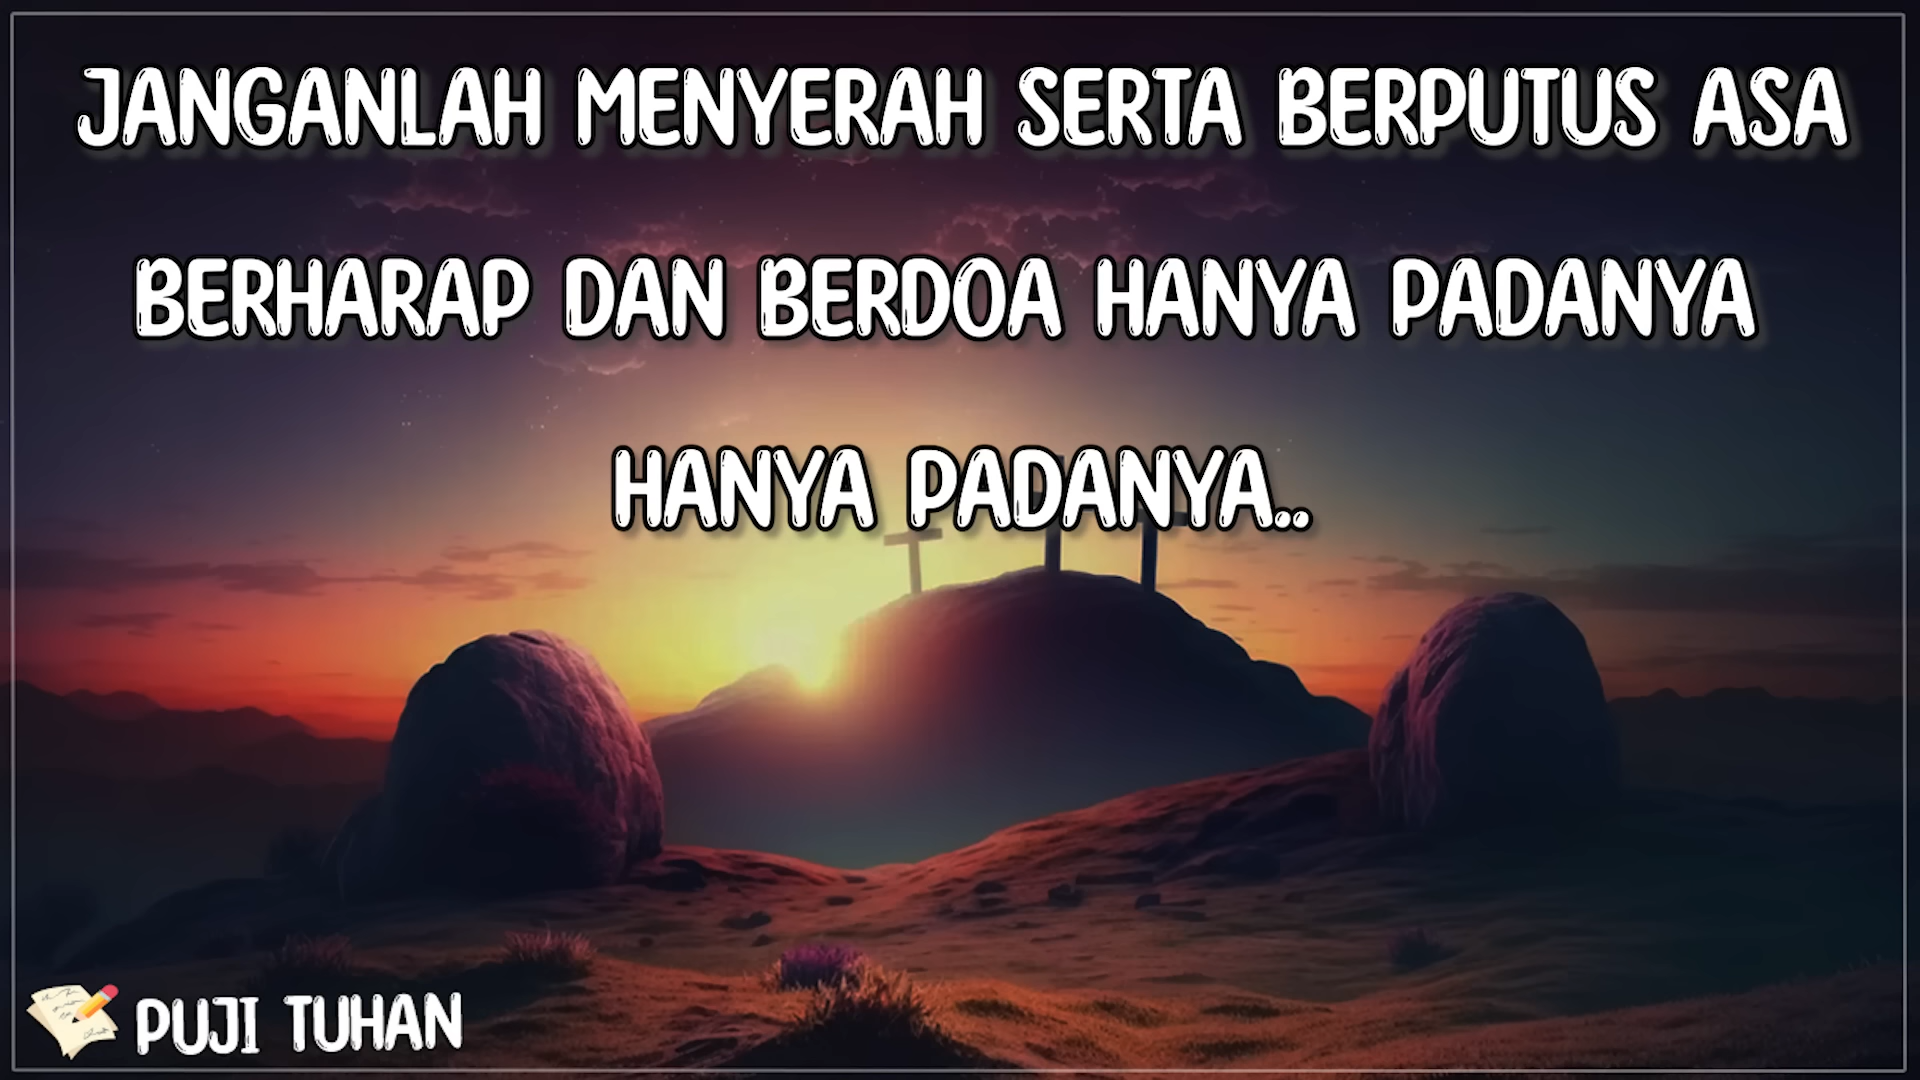 JANGANLAH MENYERAH SERTA BERPUTUS ASA
BERHARAP DAN BERDOA HANYA PADANYA
HANYA PADANYA..
PUJI TUHAN